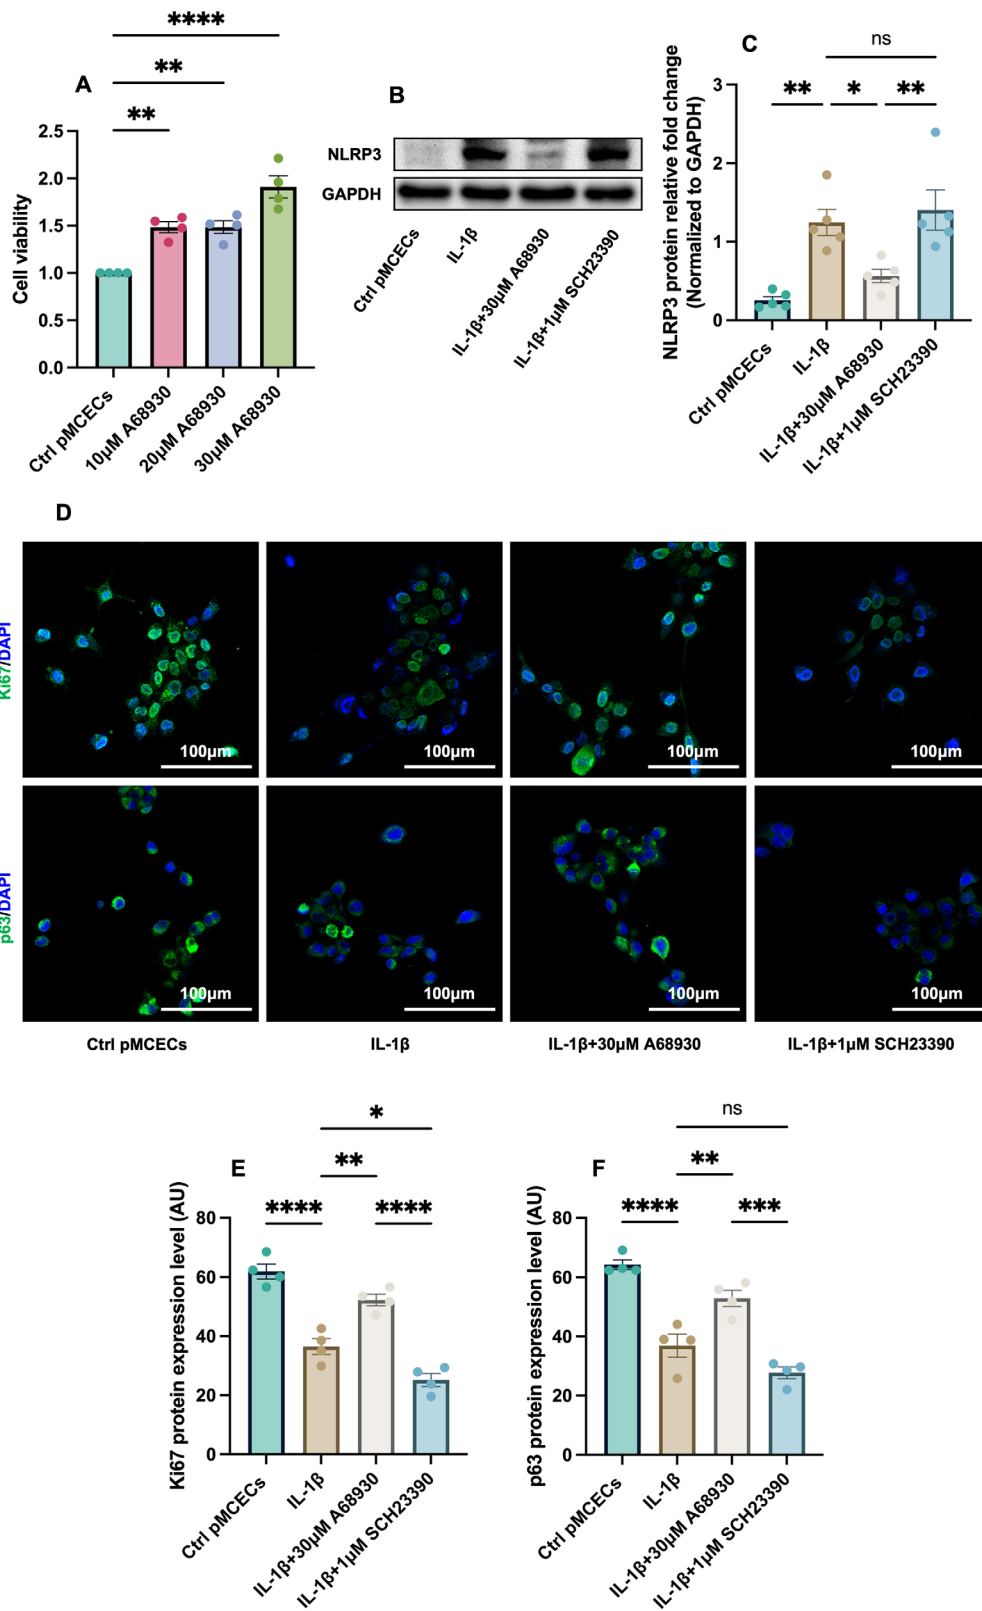 A
****
**
**
Cell viability
2.5
2.0
1.5
1.0
0.5
0.0
Ctrl pMCECs
10µM A68930
20µM A68930
30µM A68930
B
NLRP3
GAPDH
Ctrl pMCECs
IL-1β
IL-1β+30µM A68930
IL-1β+1µM SCH23390
C
ns
** * **
NLRP3 protein relative fold change
(Normalized to GAPDH)
3
2
1
0
Ctrl pMCECs
IL-1β
IL-1β+30µM A68930
IL-1β+1µM SCH23390
D
Ki67/DAPI
100µm
100µm
100µm
100µm
p63/DAPI
100µm
100µm
100µm
100µm
Ctrl pMCECs
IL-1β
IL-1β+30µM A68930
IL-1β+1µM SCH23390
E
*
**
**** ****
Ki67 protein expression level (AU)
80
60
40
20
0
Ctrl pMCECs
IL-1β
IL-1β+30µM A68930
IL-1β+1µM SCH23390
F
ns
**
**** ***
p63 protein expression level (AU)
80
60
40
20
0
Ctrl pMCECs
IL-1β
IL-1β+30µM A68930
IL-1β+1µM SCH23390